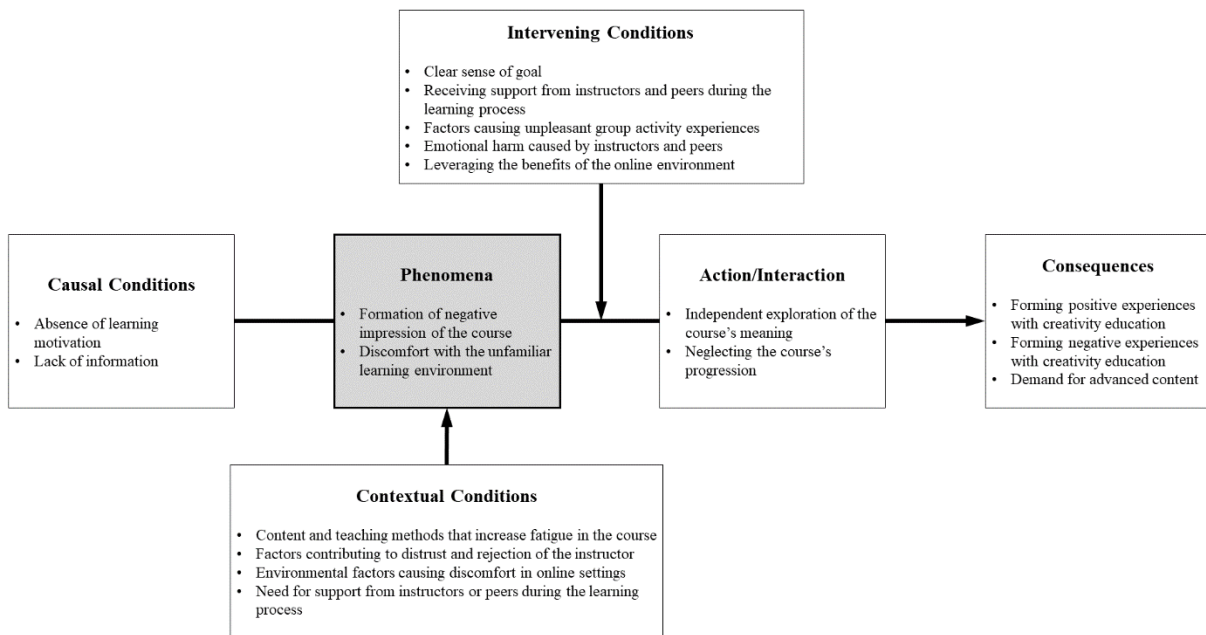 Intervening Conditions
• Clear sense of goal
• Receiving support from instructors and peers during the
learning process
• Factors causing unpleasant group activity experiences
• Emotional harm caused by instructors and peers
• Leveraging the benefits of the online environment
Causal Conditions
• Absence of learning
motivation
• Lack of information
Phenomena
• Formation of negative
impression of the course
• Discomfort with the unfamiliar
learning environment
Action/Interaction
• Independent exploration of the
course's meaning
• Neglecting the course's
progression
Consequences
• Forming positive experiences
with creativity education
• Forming negative experiences
with creativity education
• Demand for advanced content
Contextual Conditions
• Content and teaching methods that increase fatigue in the course
• Factors contributing to distrust and rejection of the instructor
• Environmental factors causing discomfort in online settings
• Need for support from instructors or peers during the learning
process